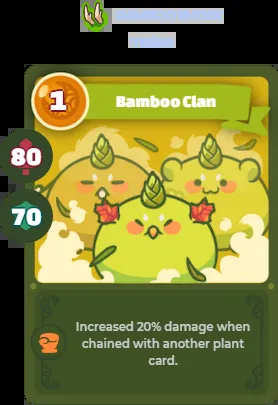 1
Bamboo Clan
80
70
Increased 20% damage when
chained with another plant
card.